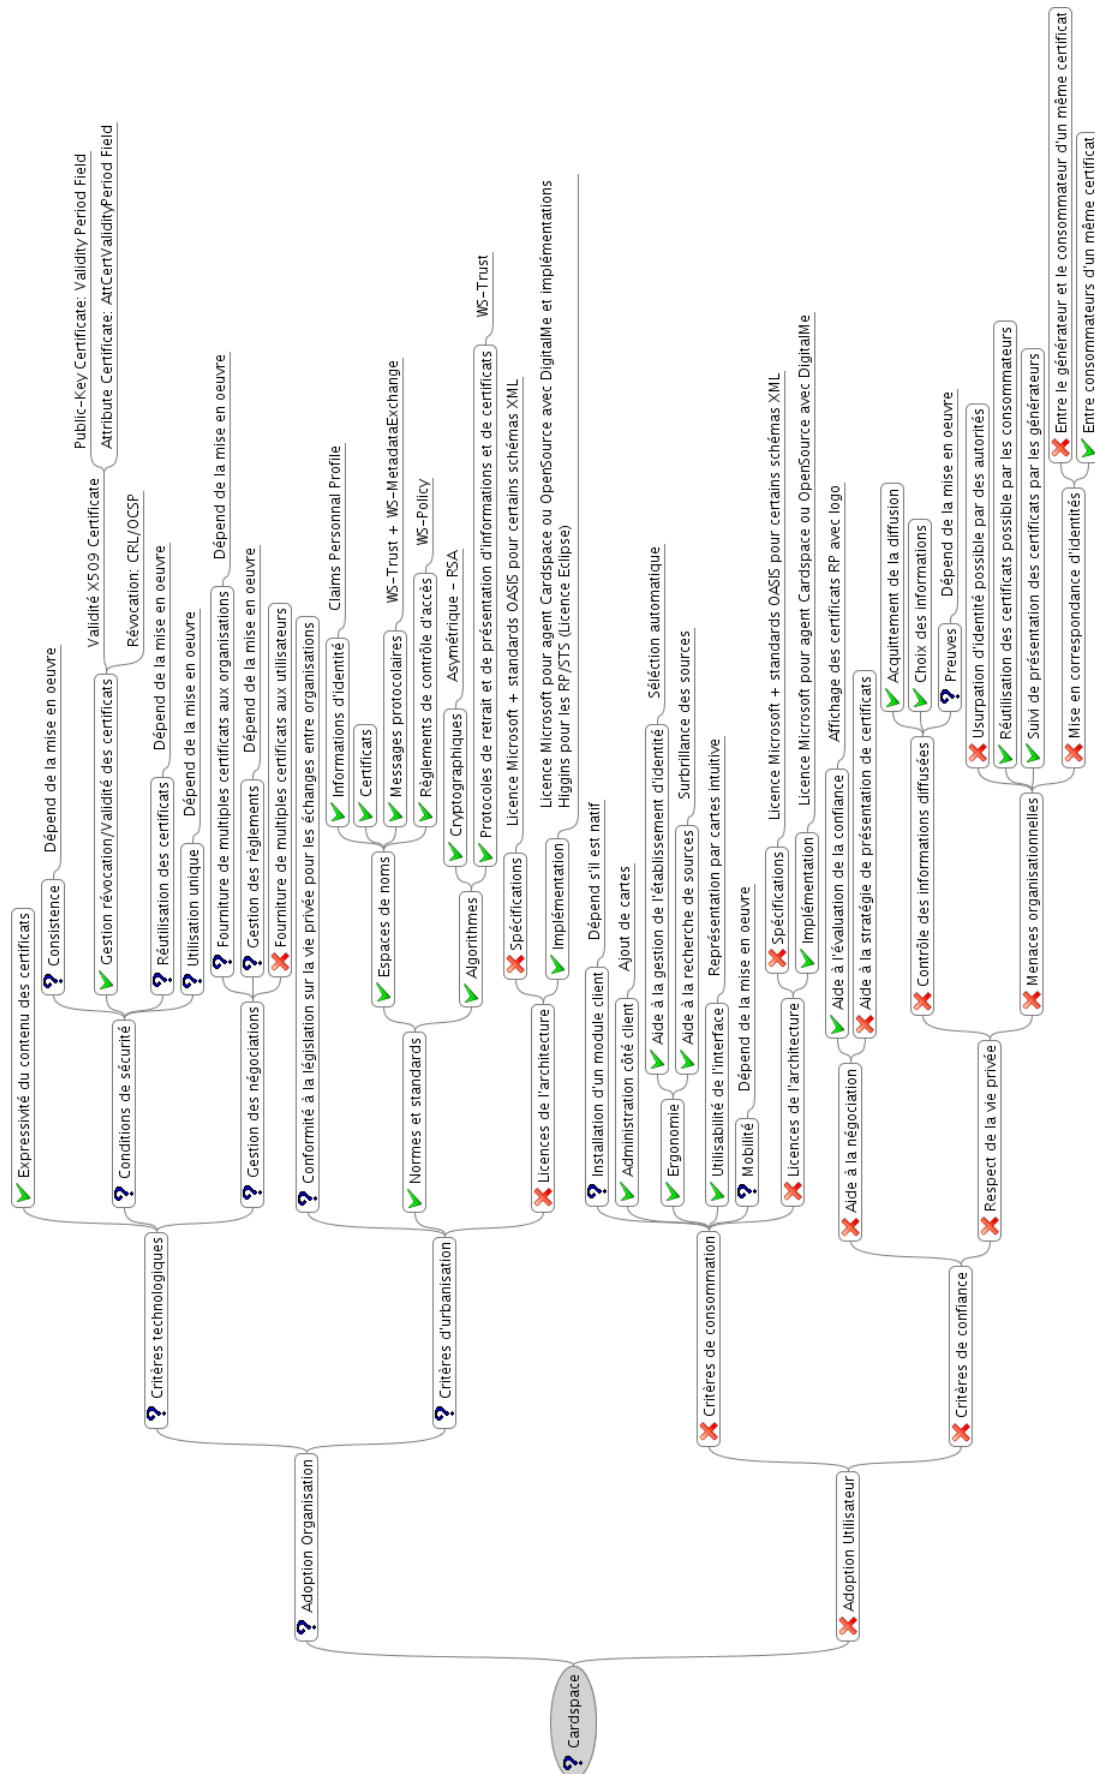 Cardspace
Adoption Organisation
Critères technologiques
Expressivité du contenu des certificats
Conditions de sécurité
Consistence
Dépend de la mise en oeuvre
Gestion révocation/Validité des certificats
Validité X509 Certificate
Public-Key Certificate: Validity Period Field
Attribute Certificate: AttCertValidityPeriod Field
Révocation: CRL/OCSP
Réutilisation des certificats
Dépend de la mise en oeuvre
Utilisation unique
Dépend de la mise en oeuvre
Gestion des négociations
Fourniture de multiples certificats aux organisations
Dépend de la mise en oeuvre
Gestion des règlements
Dépend de la mise en oeuvre
Fourniture de multiples certificats aux utilisateurs
Critères d'urbanisation
Conformité à la législation sur la vie privée pour les échanges entre organisations
Normes et standards
Espaces de noms
Informations d'identité
Claims Personnal Profile
Certificats
Messages protocolaires
WS-Trust + WS-MetadataExchange
Règlements de contrôle d'accès
WS-Policy
Algorithmes
Cryptographiques
Asymétrique - RSA
Protocoles de retrait et de présentation d'informations et de certificats
WS-Trust
Licences de l'architecture
Spécifications
Licence Microsoft + standards OASIS pour certains schémas XML
Implémentation
Licence Microsoft pour agent Cardspace ou OpenSource avec DigitalMe et implémentations
Higgins pour les RP/STS (Licence Eclipse)
Adoption Utilisateur
Critères de consommation
Installation d'un module client
Dépend s'il est natif
Administration côté client
Ajout de cartes
Ergonomie
Aide à la gestion de l'établissement d'identité
Séléction automatique
Aide à la recherche de sources
Surbrilance des sources
Utilisabilité de l'interface
Représentation par cartes intuitive
Mobilité
Dépend de la mise en oeuvre
Licences de l'architecture
Spécifications
Licence Microsoft + standards OASIS pour certains schémas XML
Implémentation
Licence Microsoft pour agent Cardspace ou OpenSource avec DigitalMe
Critères de confiance
Aide à la négociation
Aide à l'évaluation de la confiance
Affichage des certificats RP avec logo
Aide à la stratégie de présentation de certificats
Respect de la vie privée
Contrôle des informations diffusées
Acquittement de la diffusion
Choix des informations
Preuves
Dépend de la mise en oeuvre
Menaces organisationnelles
Usurpation d'identité possible par des autorités
Réutilisation des certificats possible par les consommateurs
Suivi de présentation des certificats par les générateurs
Mise en correspondance d'identités
Entre le générateur et le consommateur d'un même certificat
Entre consommateurs d'un même certificat